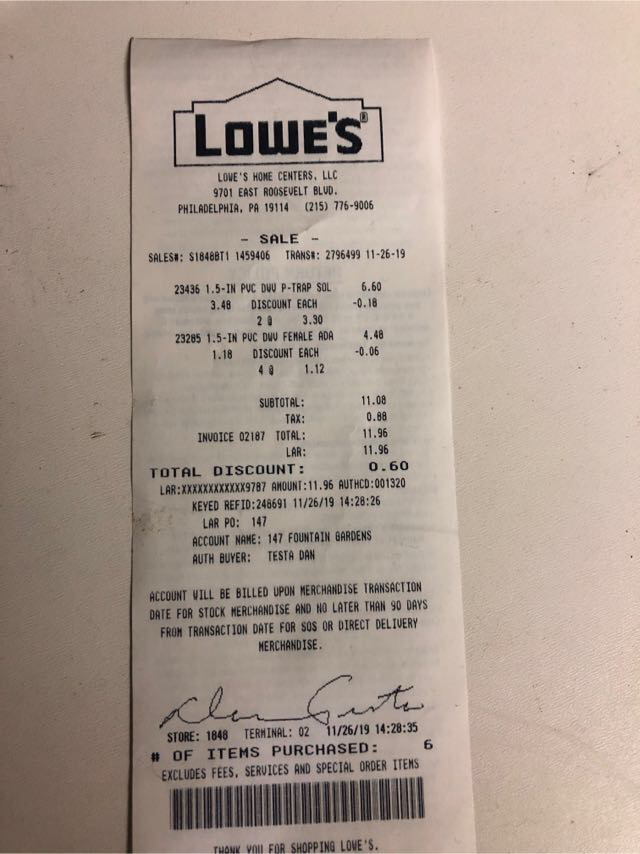 LOWE'S®
LOWE'S HOME CENTERS, LLC
9701 EAST ROOSEVELT BLVD.
PHILADELPHIA, PA 19114 (215) 776-9006
- SALE -
SALES#: S1848BT1 1459406 TRANS#: 2796499 11-26-19
23436 1.5-IN PVC DWV P-TRAP SOL 6.60
3.48 DISCOUNT EACH -0.18
2 @ 3.30
23285 1.5-IN PVC DWV FEMALE ADA 4.48
1.18 DISCOUNT EACH -0.06
4 @ 1.12
SUBTOTAL: 11.08
TAX: 0.88
INVOICE 02187 TOTAL: 11.96
LAR: 11.96
TOTAL DISCOUNT: 0.60
LAR:XXXXXXXXXXXX9787 AMOUNT:11.96 AUTHCD:001320
KEYED REFID:248691 11/26/19 14:28:26
LAR PO: 147
ACCOUNT NAME: 147 FOUNTAIN GARDENS
AUTH BUYER: TESTA DAN
ACCOUNT WILL BE BILLED UPON MERCHANDISE TRANSACTION
DATE FOR STOCK MERCHANDISE AND NO LATER THAN 90 DAYS
FROM TRANSACTION DATE FOR SOS OR DIRECT DELIVERY
MERCHANDISE.
STORE: 1848 TERMINAL: 02 11/26/19 14:28:35
# OF ITEMS PURCHASED: 6
EXCLUDES FEES, SERVICES AND SPECIAL ORDER ITEMS
THANK YOU FOR SHOPPING LOWE'S.